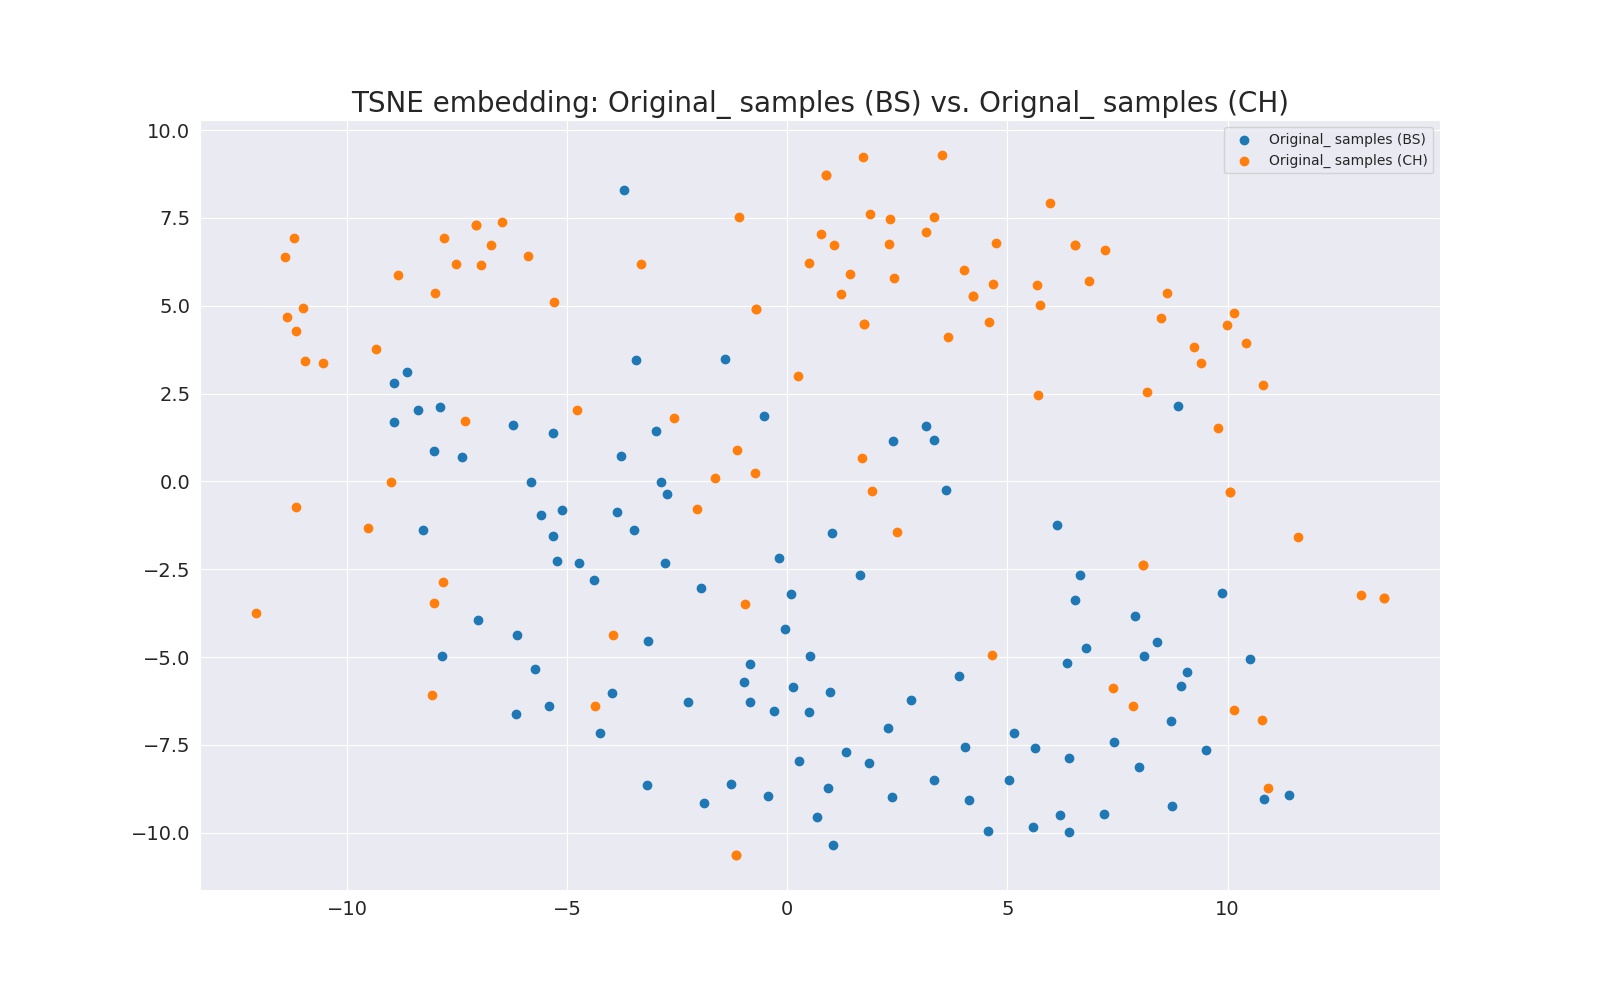 TSNE embedding: Original_ samples (BS) vs. Orignal_ samples (CH)
Original_ samples (BS)
Original_ samples (CH)
10.0
7.5
5.0
2.5
0.0
−2.5
−5.0
−7.5
−10.0
−10 −5 0 5 10